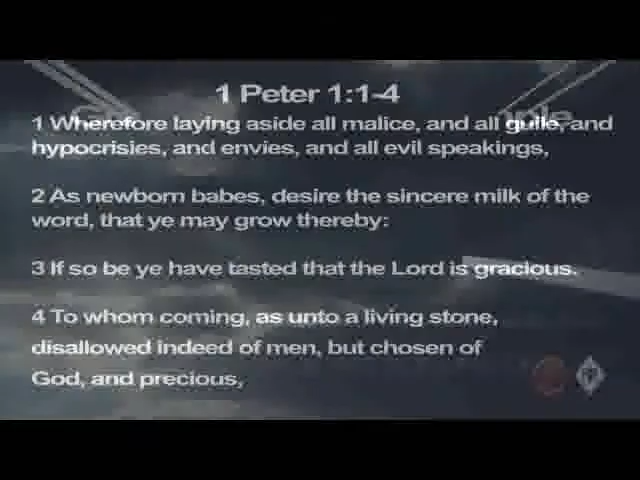 1 Peter 1:1-4
1 Wherefore laying aside all malice, and all guile, and
hypocrisies, and envies, and all evil speakings,
2 As newborn babes, desire the sincere milk of the
word, that ye may grow thereby:
3 If so be ye have tasted that the Lord is gracious.
4 To whom coming, as unto a living stone,
disallowed indeed of men, but chosen of
God, and precious,